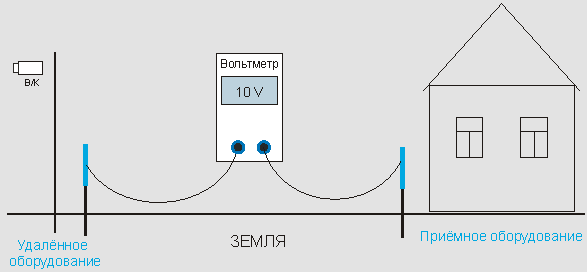 Вольтметр
10 V
В/К
ЗЕМЛЯ
Удалённое
оборудование
Приёмное оборудование